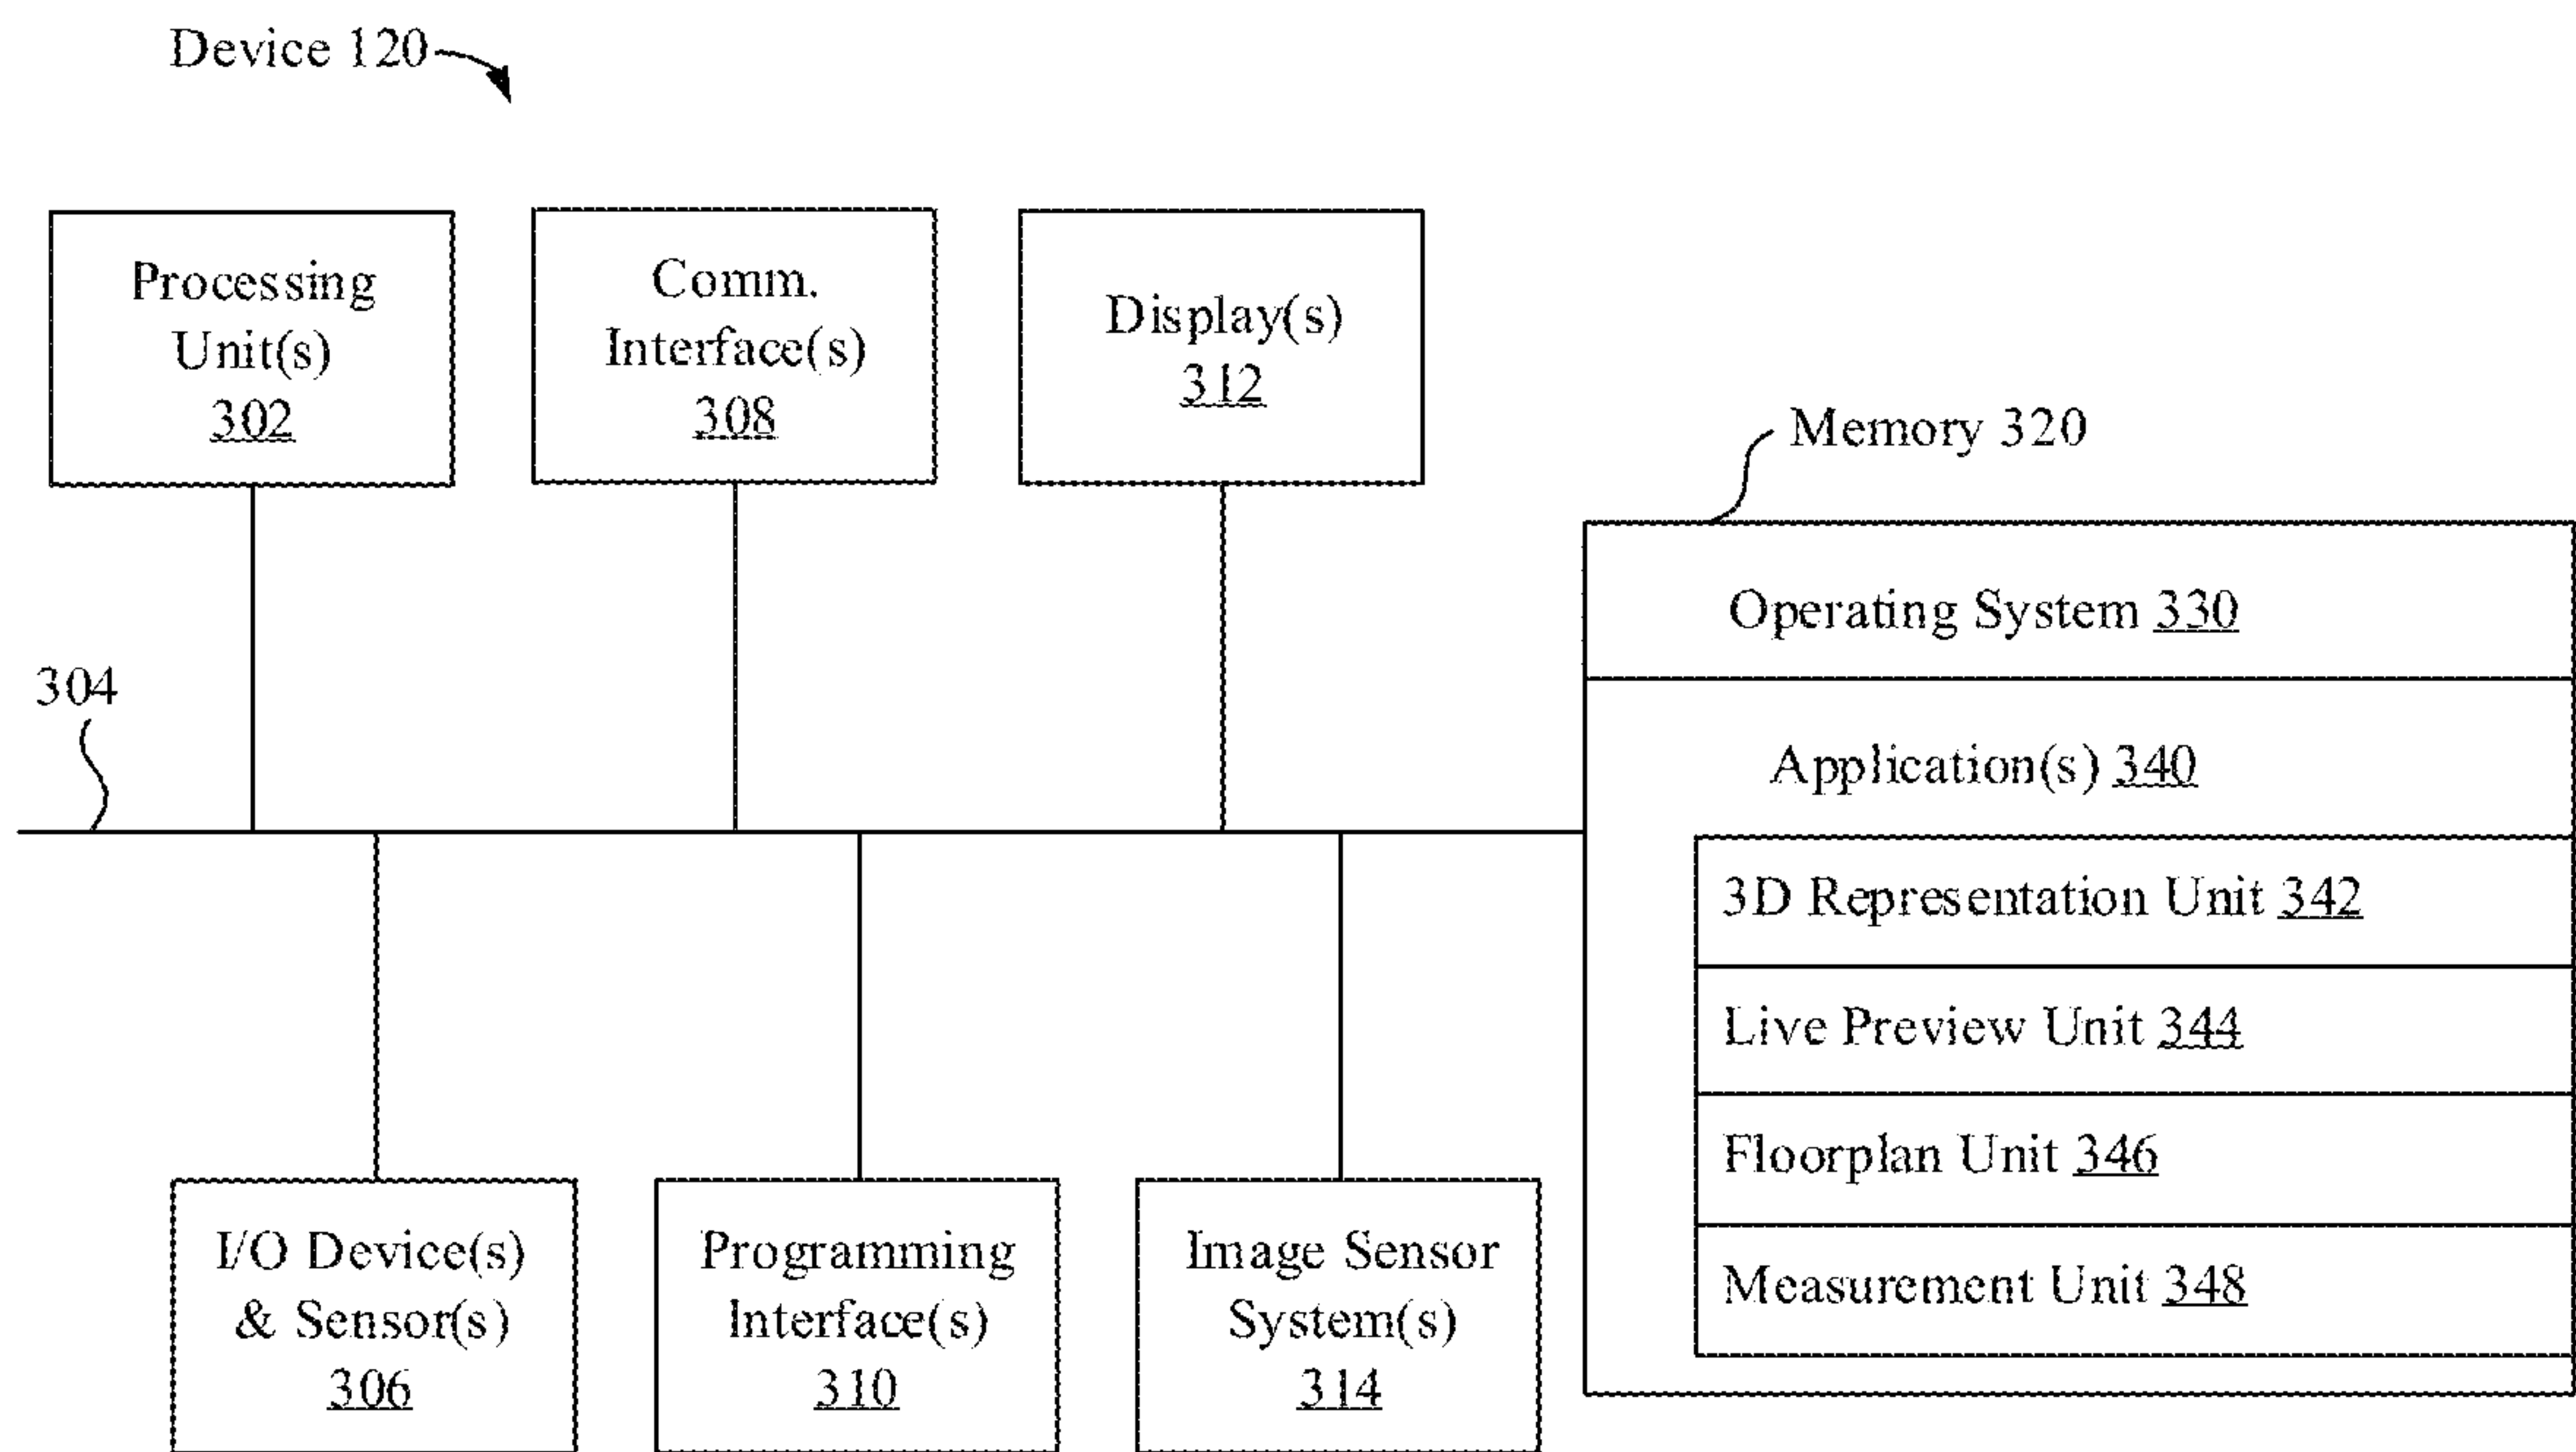 Device 120
Processing
Unit(s)
302
Comm.
Interface(s)
308
Display(s)
312
Memory 320
Operating System 330
304
Application(s) 340
3D Representation Unit 342
Live Preview Unit 344
Floorplan Unit 346
Measurement Unit 348
I/O Device(s)
& Sensor(s)
306
Programming
Interface(s)
310
Image Sensor
System(s)
314